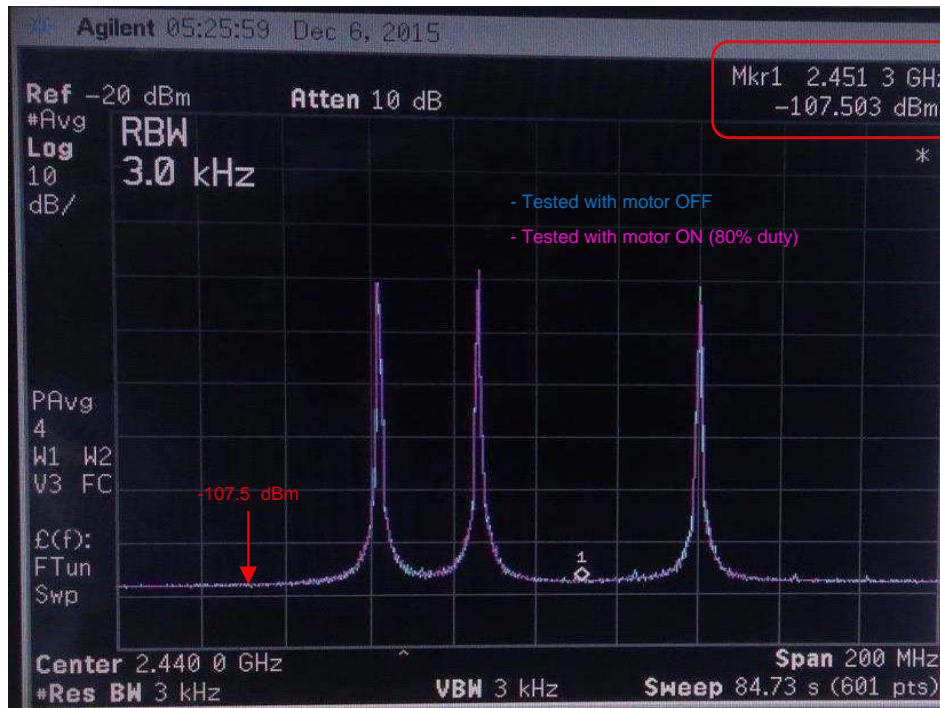 Agilent 05:25:59 Dec 6, 2015
Mkr1 2.451 3 GHz
-107.503 dBm
Ref -20 dBm Atten 10 dB
#Avg
Log
10
dB/
RBW
3.0 kHz
*
- Tested with motor OFF
- Tested with motor ON (80% duty)
PAvg
4
W1 W2
V3 FC
-107.5 dBm
1
£(f):
FTun
Swp
Center 2.440 0 GHz ^ Span 200 MHz
#Res BW 3 kHz VBW 3 kHz Sweep 84.73 s (601 pts)